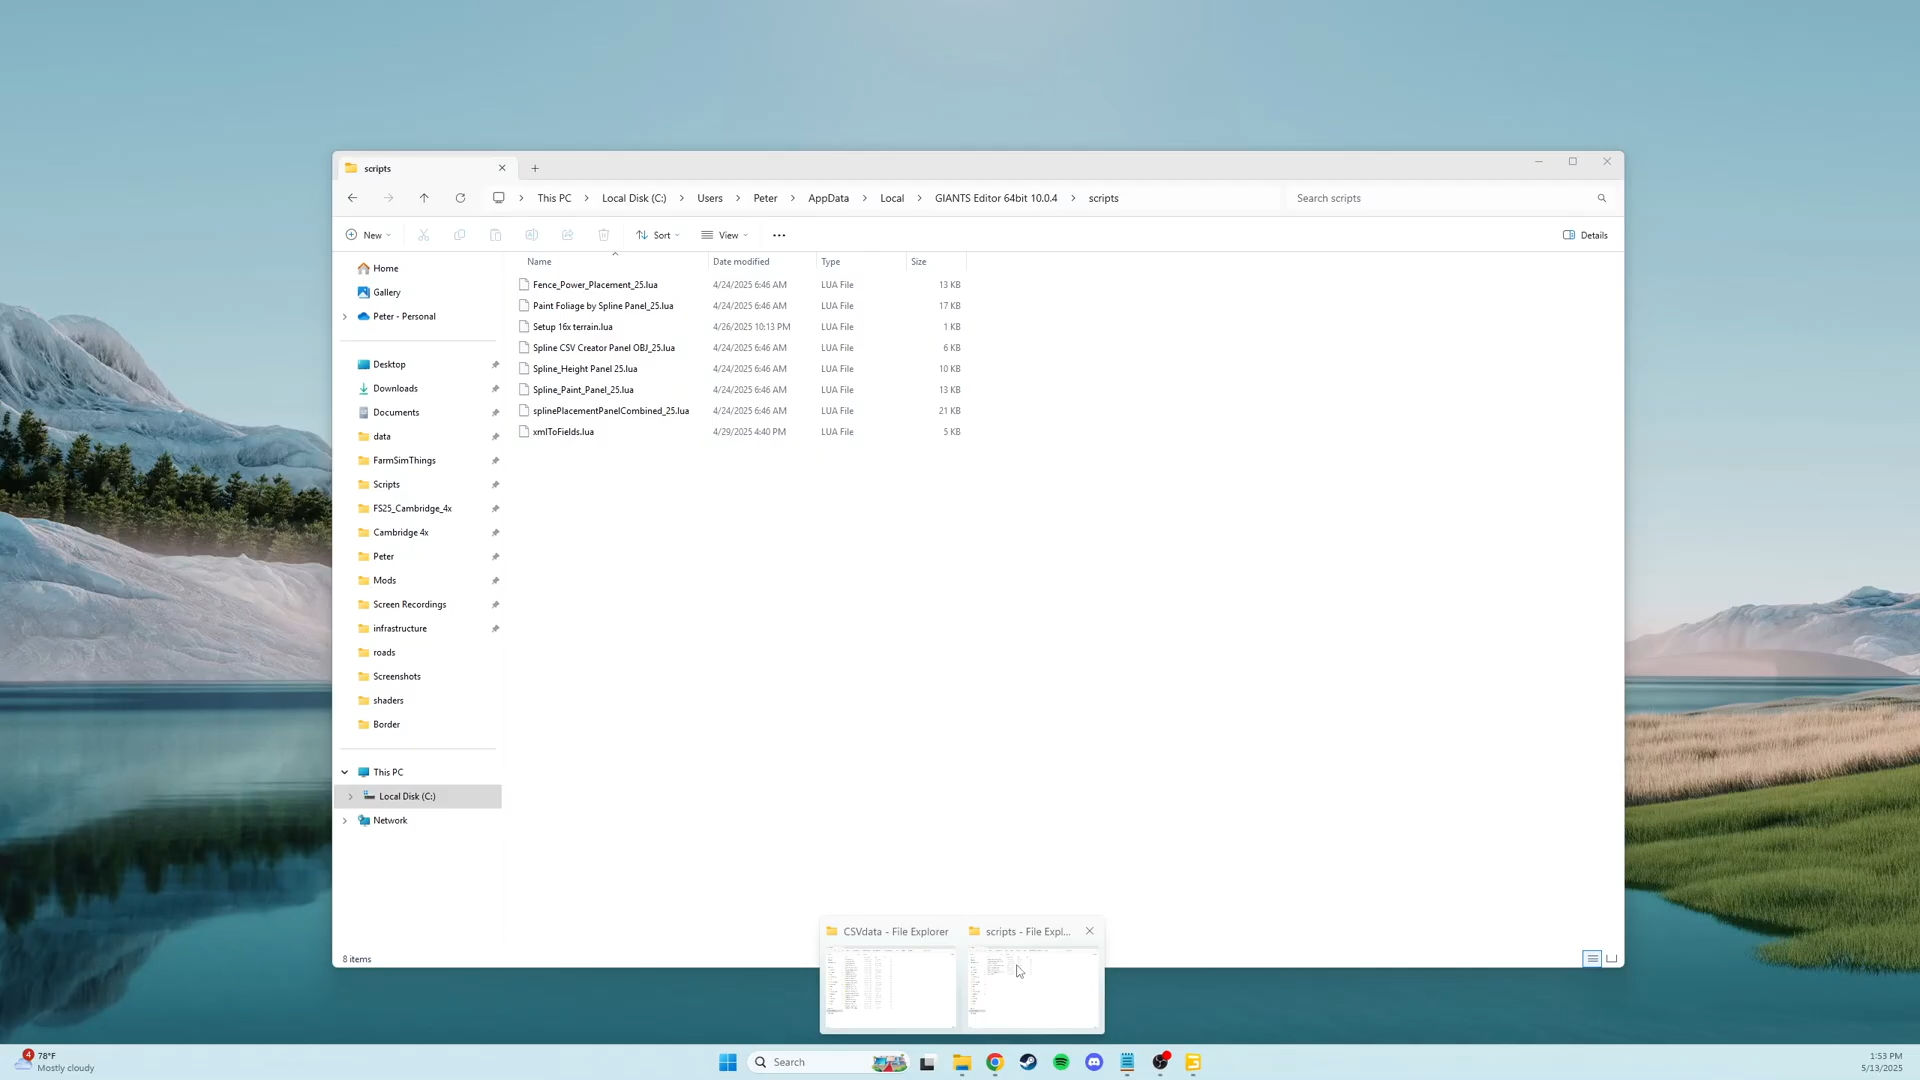 scripts
This PC
Local Disk (C:)
Users
Peter
AppData
Local
GIANTS Editor 64bit 10.0.4
scripts
Search scripts
New
Sort
View
Details
Name
Date modified
Type
Size
Fence_Power_Placement_25.lua 4/24/2025 6:46 AM LUA File 13 KB
Paint Foliage by Spline Panel_25.lua 4/24/2025 6:46 AM LUA File 17 KB
Setup 16x terrain.lua 4/26/2025 10:13 PM LUA File 1 KB
Spline CSV Creator Panel OBJ_25.lua 4/24/2025 6:46 AM LUA File 6 KB
Spline_Height Panel 25.lua 4/24/2025 6:46 AM LUA File 10 KB
Spline_Paint_Panel_25.lua 4/24/2025 6:46 AM LUA File 13 KB
splinePlacementPanelCombined_25.lua 4/24/2025 6:46 AM LUA File 21 KB
xmlToFields.lua 4/29/2025 4:40 PM LUA File 5 KB
Home
Gallery
Peter - Personal
Desktop
Downloads
Documents
data
FarmSimThings
Scripts
FS25_Cambridge_4x
Cambridge 4x
Peter
Mods
Screen Recordings
infrastructure
roads
Screenshots
shaders
Border
This PC
Local Disk (C:)
Network
8 items
CSVdata - File Explorer
scripts - File Expl...
4
78°F
Mostly cloudy
Search
1:53 PM
5/13/2025